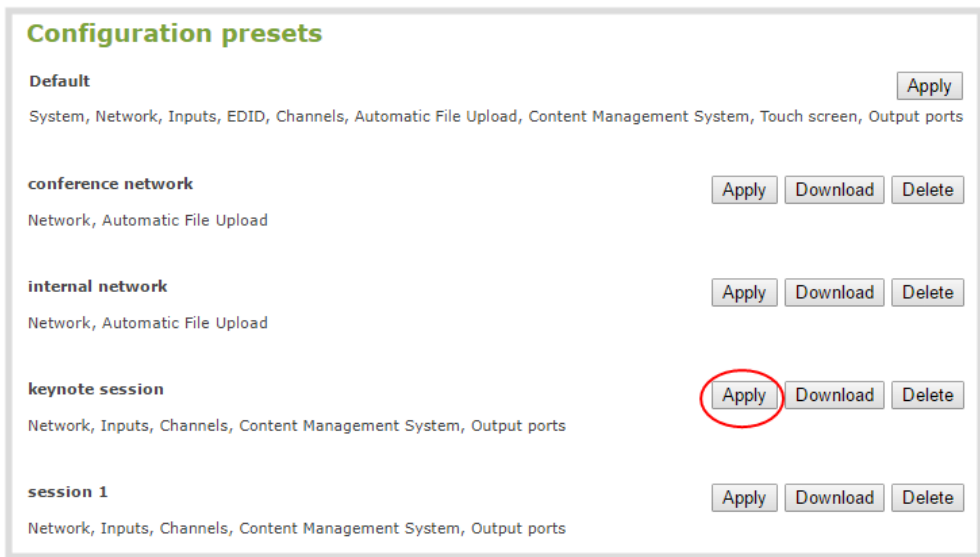 Configuration presets
Default
Apply
System, Network, Inputs, EDID, Channels, Automatic File Upload, Content Management System, Touch screen, Output ports
conference network
Apply Download Delete
Network, Automatic File Upload
internal network
Apply Download Delete
Network, Automatic File Upload
keynote session
Apply Download Delete
Network, Inputs, Channels, Content Management System, Output ports
session 1
Apply Download Delete
Network, Inputs, Channels, Content Management System, Output ports